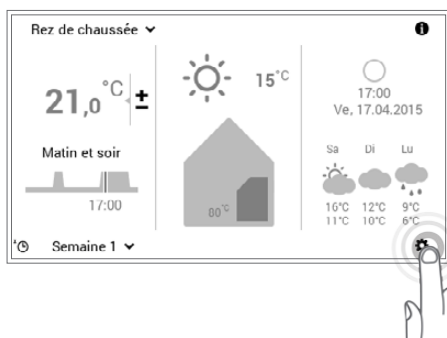 Rez de chaussée
21,0 °C ±
Matin et soir
17:00
Semaine 1
15°C
80°C
17:00
Ve, 17.04.2015
Sa Di Lu
16°C 12°C 9°C
11°C 10°C 6°C